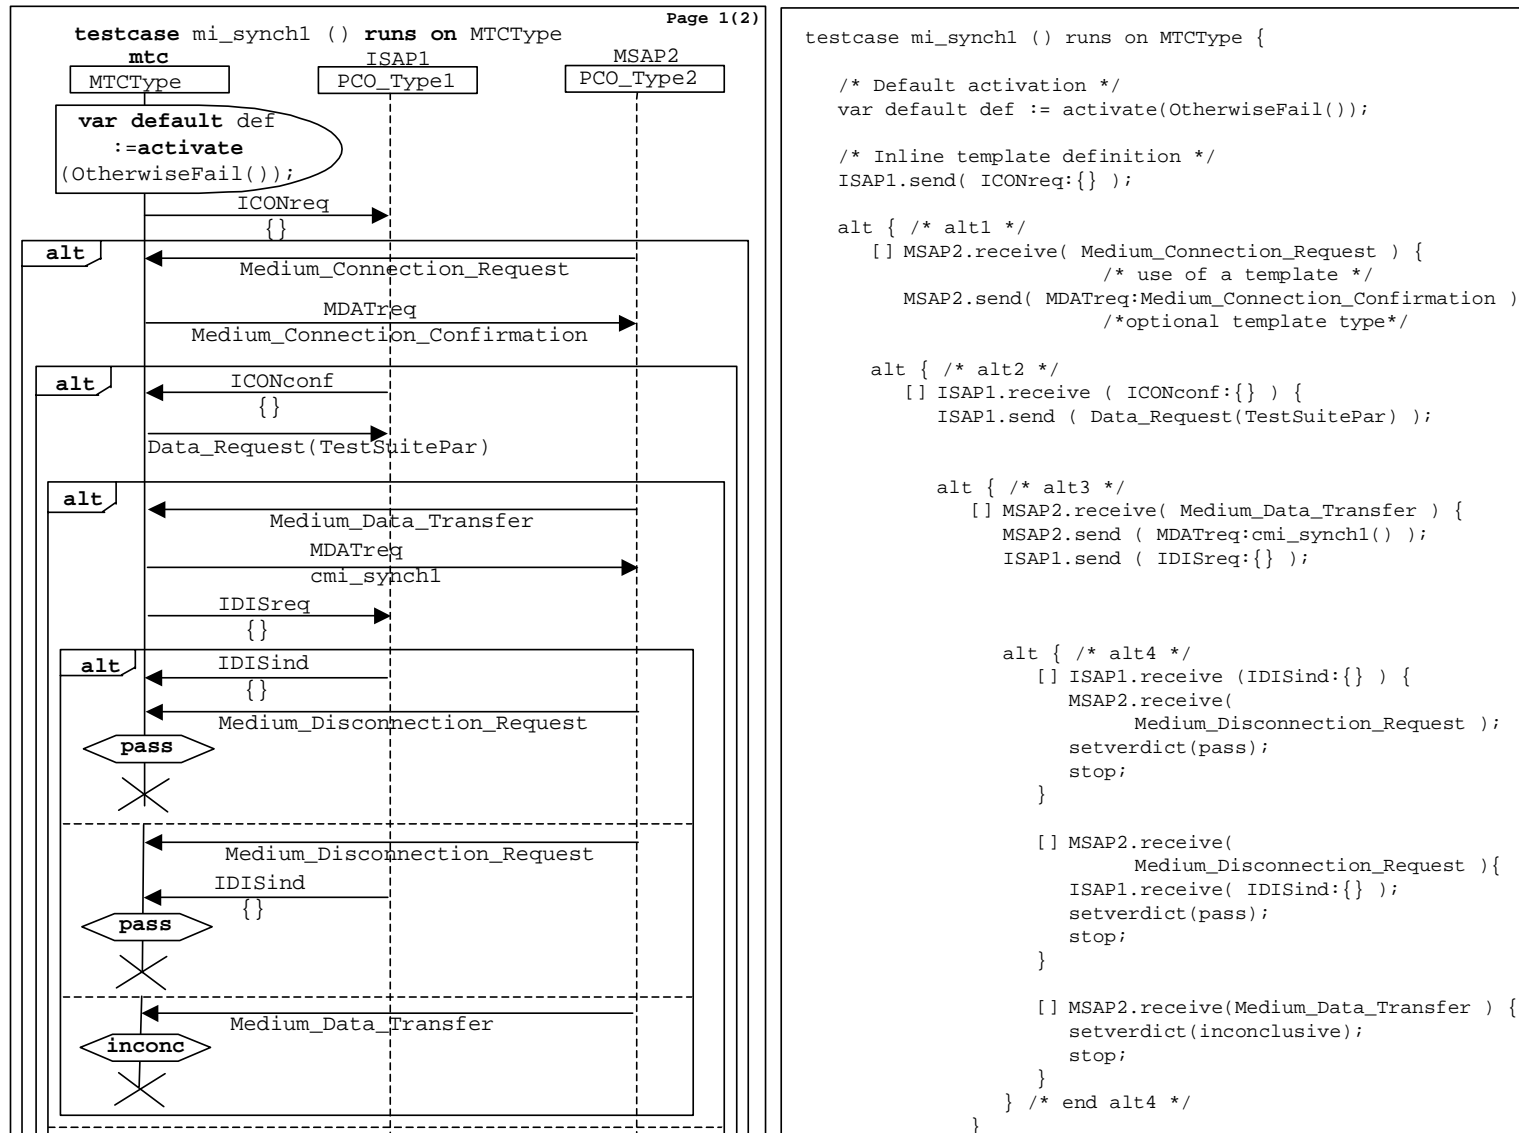 Page 1(2)
testcase mi_synch1 () runs on MTCType
mtc ISAP1 MSAP2
MTCType PCO_Type1 PCO_Type2
var default def
:=activate
(OtherwiseFail());
ICONreq
{}
alt
Medium_Connection_Request
MDATreq
Medium_Connection_Confirmation
alt
ICONconf
{}
Data_Request(TestSuitePar)
alt
Medium_Data_Transfer
MDATreq
cmi_synch1
IDISreq
{}
alt
IDISind
{}
Medium_Disconnection_Request
pass
Medium_Disconnection_Request
IDISind
{}
pass
Medium_Data_Transfer
inconc
testcase mi_synch1 () runs on MTCType {
/* Default activation */
var default def := activate(OtherwiseFail());
/* Inline template definition */
ISAP1.send( ICONreq:{} );
alt { /* alt1 */
[] MSAP2.receive( Medium_Connection_Request ) {
/* use of a template */
MSAP2.send( MDATreq:Medium_Connection_Confirmation )
/*optional template type*/
alt { /* alt2 */
[] ISAP1.receive ( ICONconf:{} ) {
ISAP1.send ( Data_Request(TestSuitePar) );
alt { /* alt3 */
[] MSAP2.receive( Medium_Data_Transfer ) {
MSAP2.send ( MDATreq:cmi_synch1() );
ISAP1.send ( IDISreq:{} );
alt { /* alt4 */
[] ISAP1.receive (IDISind:{} ) {
MSAP2.receive(
Medium_Disconnection_Request );
setverdict(pass);
stop;
}
[] MSAP2.receive(
Medium_Disconnection_Request ){
ISAP1.receive( IDISind:{} );
setverdict(pass);
stop;
}
[] MSAP2.receive(Medium_Data_Transfer ) {
setverdict(inconclusive);
stop;
}
} /* end alt4 */
}